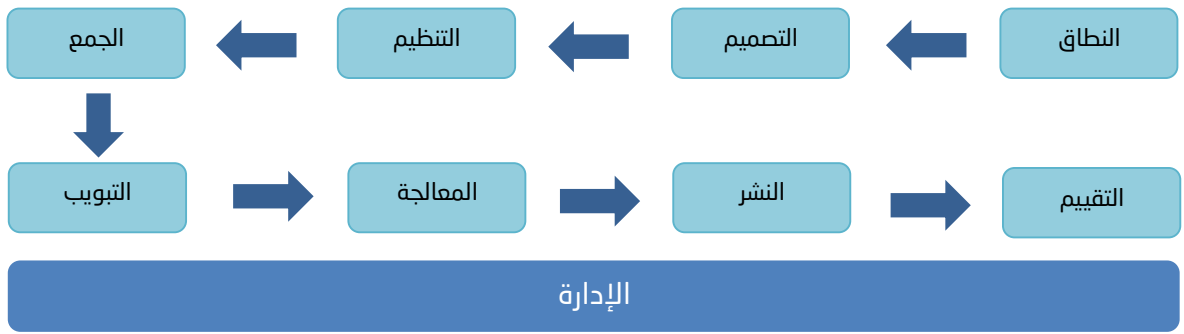 النطاق
التصميم
التنظيم
الجمع
التبويب
المعالجة
النشر
التقييم
الإدارة